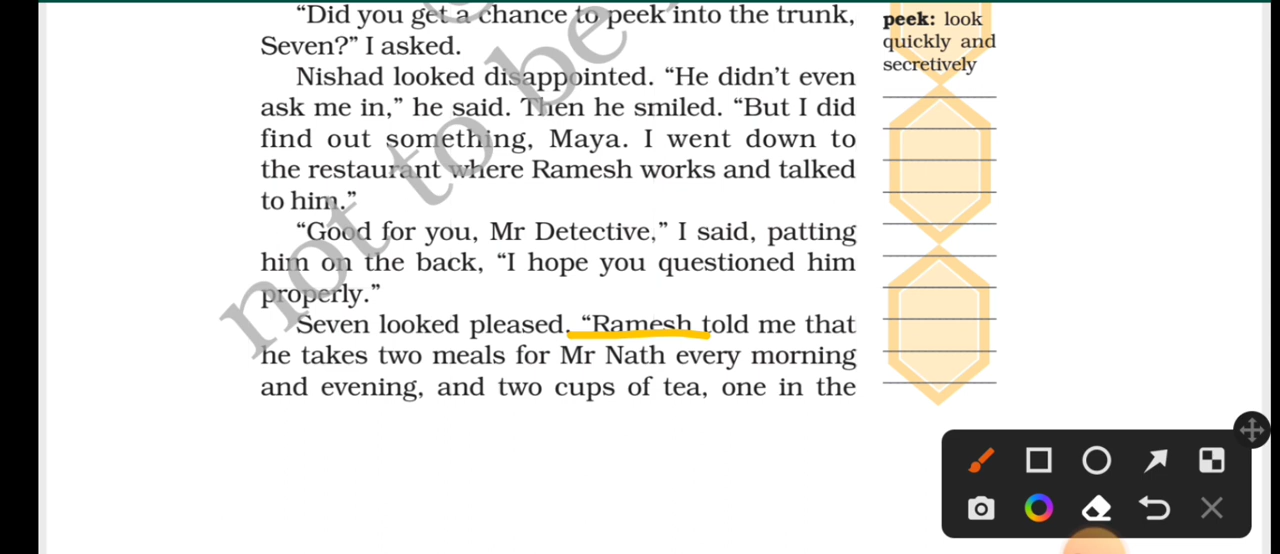 “Did you get a chance to peek into the trunk,
Seven?” I asked.
Nishad looked disappointed. “He didn’t even
ask me in,” he said. Then he smiled. “But I did
find out something, Maya. I went down to
the restaurant where Ramesh works and talked
to him.”
“Good for you, Mr Detective,” I said, patting
him on the back, “I hope you questioned him
properly.”
Seven looked pleased. “Ramesh told me that
he takes two meals for Mr Nath every morning
and evening, and two cups of tea, one in the
peek: look
quickly and
secretively
not to be